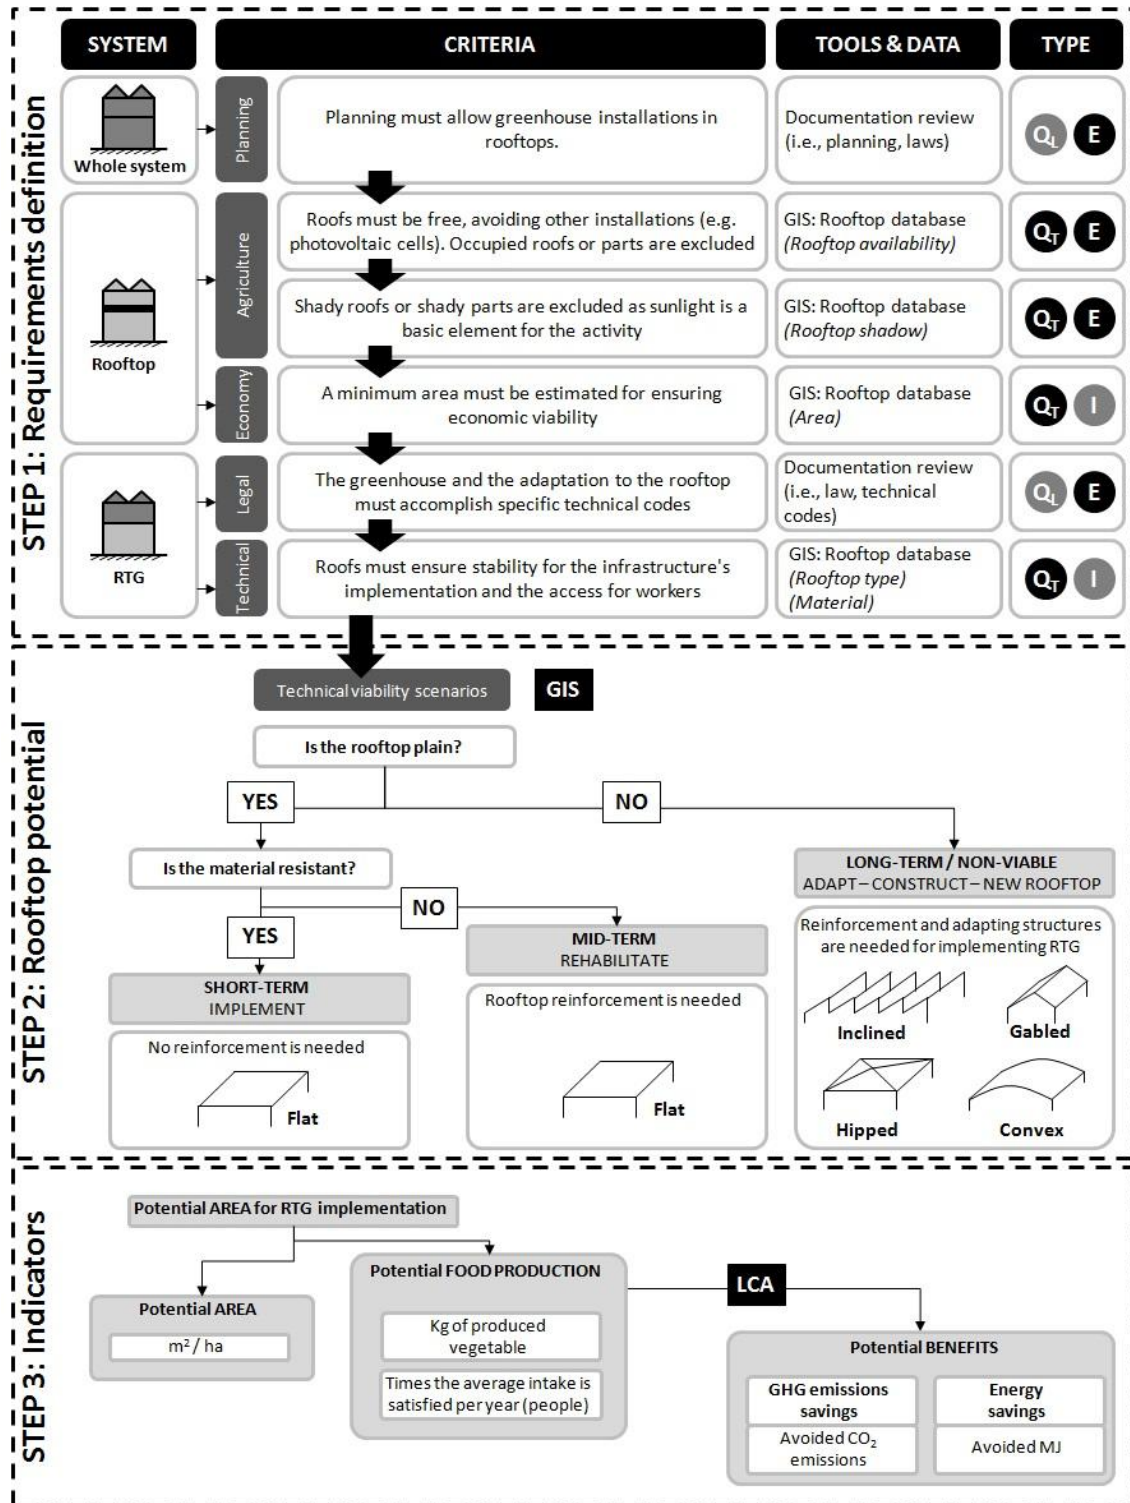 SYSTEM
CRITERIA
TOOLS & DATA
TYPE
STEP 1: Requirements definition
Whole system
Planning
Planning must allow greenhouse installations in
rooftops.
Documentation review
(i.e., planning, laws)
QL
E
Rooftop
Agriculture
Roofs must be free, avoiding other installations (e.g.
photovoltaic cells). Occupied roofs or parts are excluded
GIS: Rooftop database
(Rooftop availability)
QT
E
Shady roofs or shady parts are excluded as sunlight is a
basic element for the activity
GIS: Rooftop database
(Rooftop shadow)
QT
E
Economy
A minimum area must be estimated for ensuring
economic viability
GIS: Rooftop database
(Area)
QT
I
RTG
Legal
The greenhouse and the adaptation to the rooftop
must accomplish specific technical codes
Documentation review
(i.e., law, technical
codes)
QL
E
Technical
Roofs must ensure stability for the infrastructure's
implementation and the access for workers
GIS: Rooftop database
(Rooftop type)
(Material)
QT
I
STEP 2: Rooftop potential
Technical viability scenarios
GIS
Is the rooftop plain?
YES
NO
Is the material resistant?
YES
NO
LONG-TERM / NON-VIABLE
ADAPT – CONSTRUCT – NEW ROOFTOP
Reinforcement and adapting structures
are needed for implementing RTG
Inclined
Gabled
Hipped
Convex
MID-TERM
REHABILITATE
Rooftop reinforcement is needed
Flat
SHORT-TERM
IMPLEMENT
No reinforcement is needed
Flat
STEP 3: Indicators
Potential AREA for RTG implementation
Potential AREA
m² / ha
Potential FOOD PRODUCTION
Kg of produced
vegetable
Times the average intake is
satisfied per year (people)
LCA
Potential BENEFITS
GHG emissions
savings
Avoided CO₂
emissions
Energy
savings
Avoided MJ